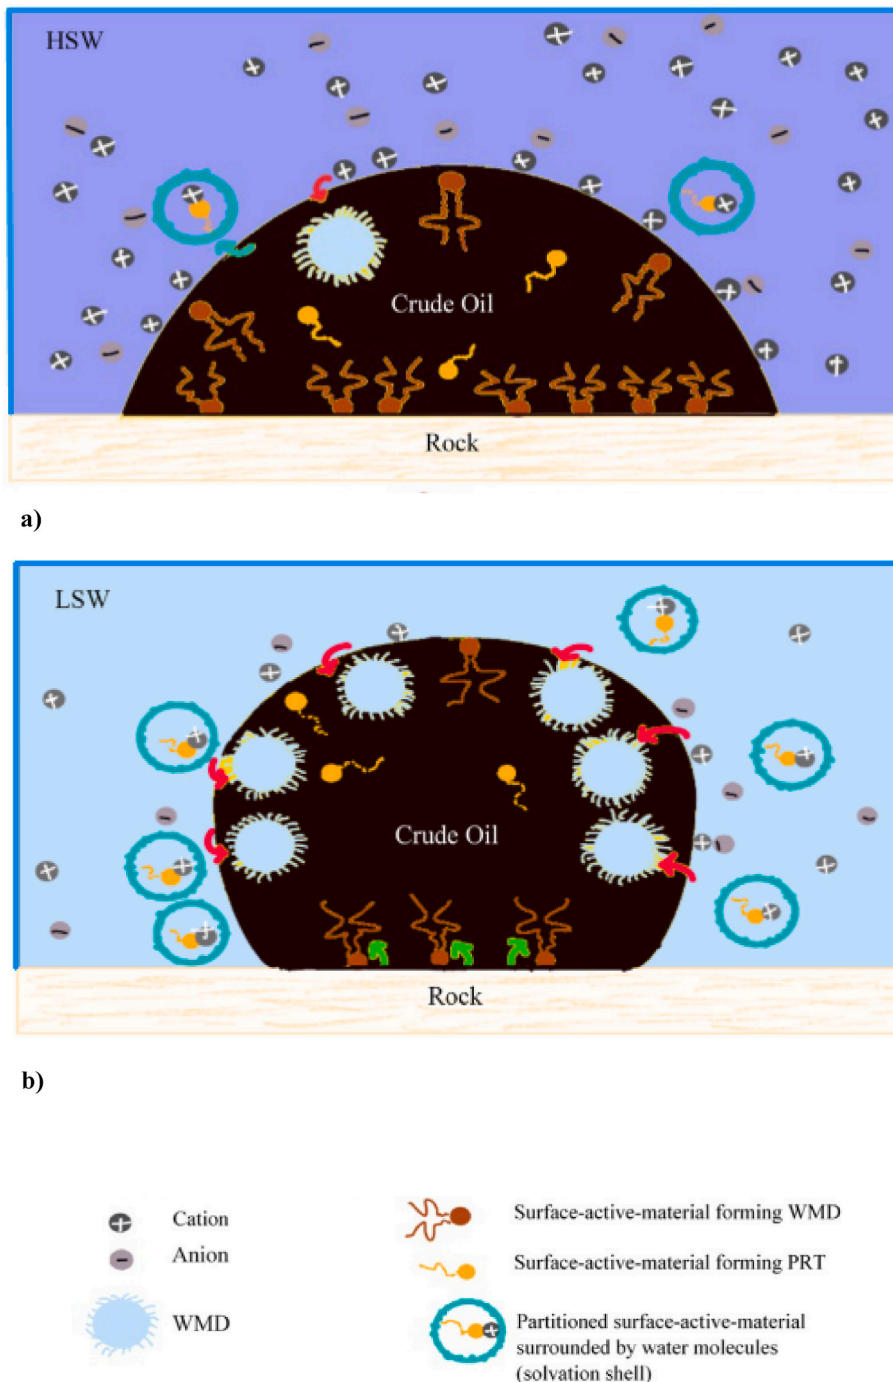 HSW
Crude Oil
Rock
a)
LSW
Crude Oil
Rock
b)
Cation
Anion
WMD
Surface-active-material forming WMD
Surface-active-material forming PRT
Partitioned surface-active-material
surrounded by water molecules
(solvation shell)